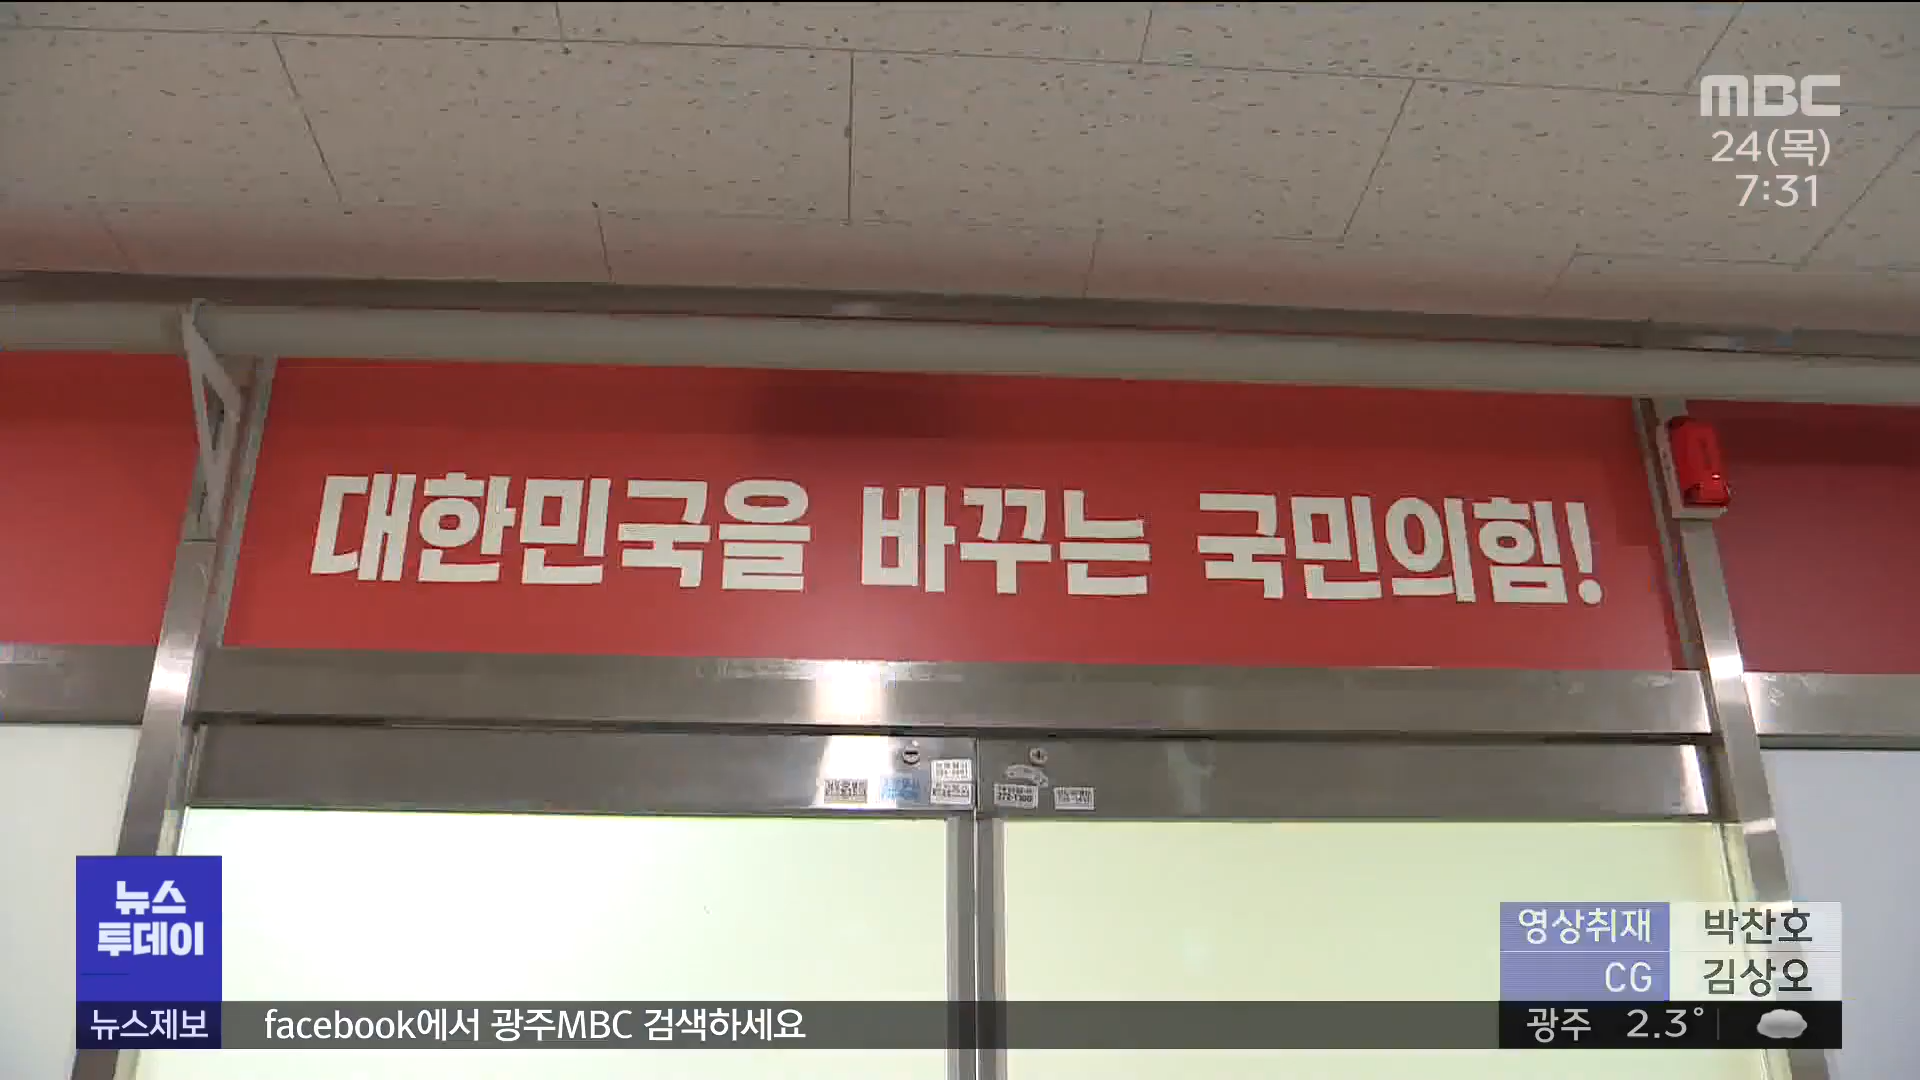 MBC
24(목)
7:31
대한민국을 바꾸는 국민의힘!
뉴스
투데이
영상취재 박찬호
CG 김상오
뉴스제보 facebook에서 광주MBC 검색하세요
광주 2.3°